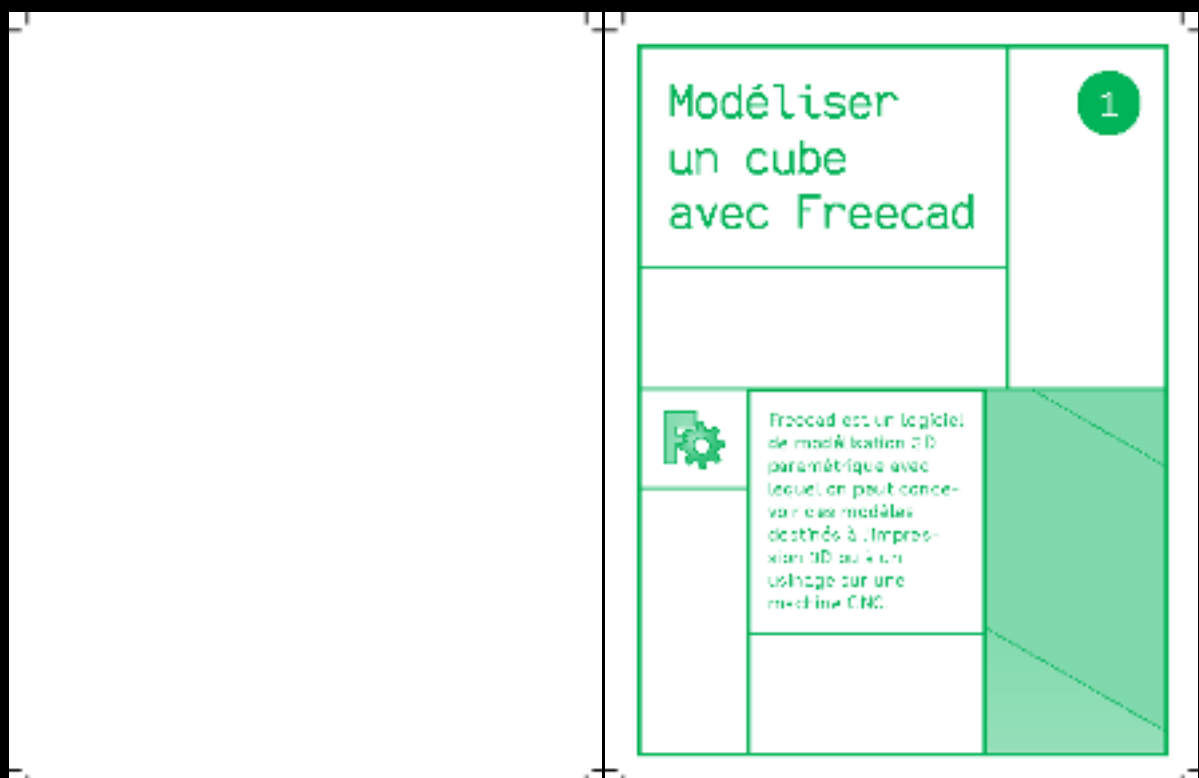 Modéliser
un cube
avec Freecad
1
Freecad est un logiciel
de modélisation 3D
paramétrique avec
lequel on peut conce-
voir des modèles
destinés à l'impres-
sion 3D ou à un
usinage sur une
machine CNC.